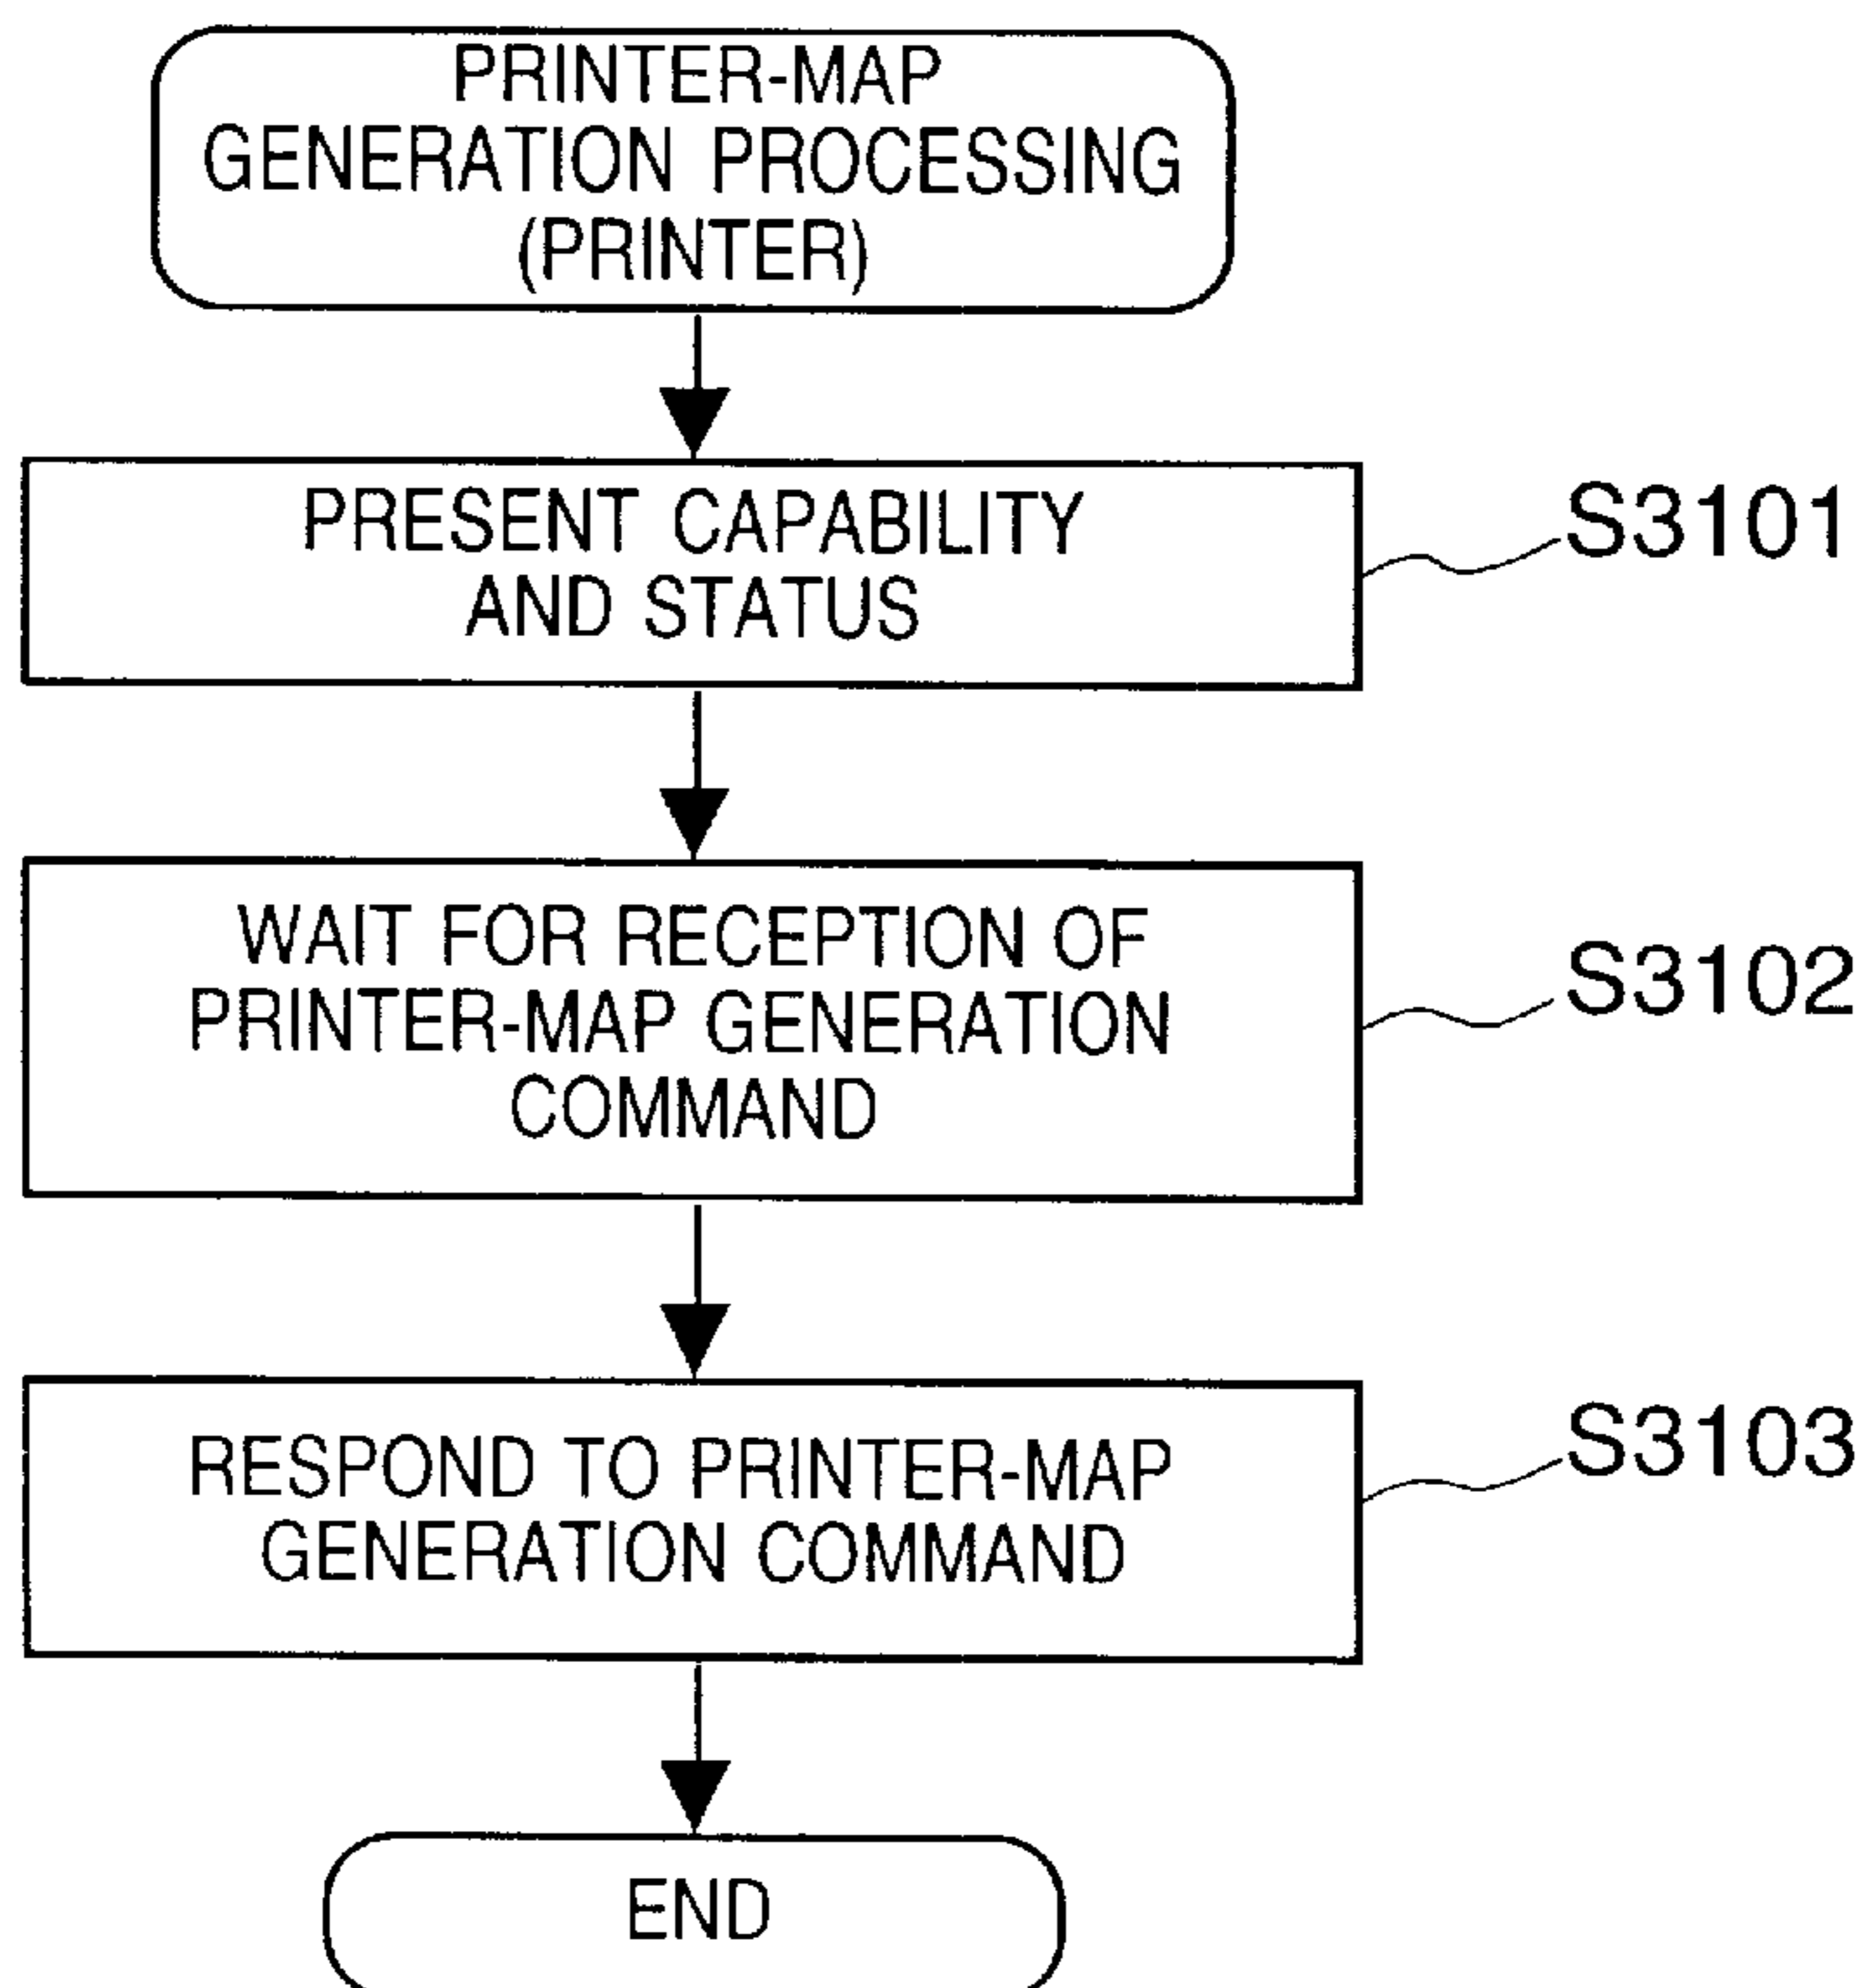 PRINTER-MAP
GENERATION PROCESSING
(PRINTER)
PRESENT CAPABILITY
AND STATUS
S3101
WAIT FOR RECEPTION OF
PRINTER-MAP GENERATION
COMMAND
S3102
RESPOND TO PRINTER-MAP
GENERATION COMMAND
S3103
END